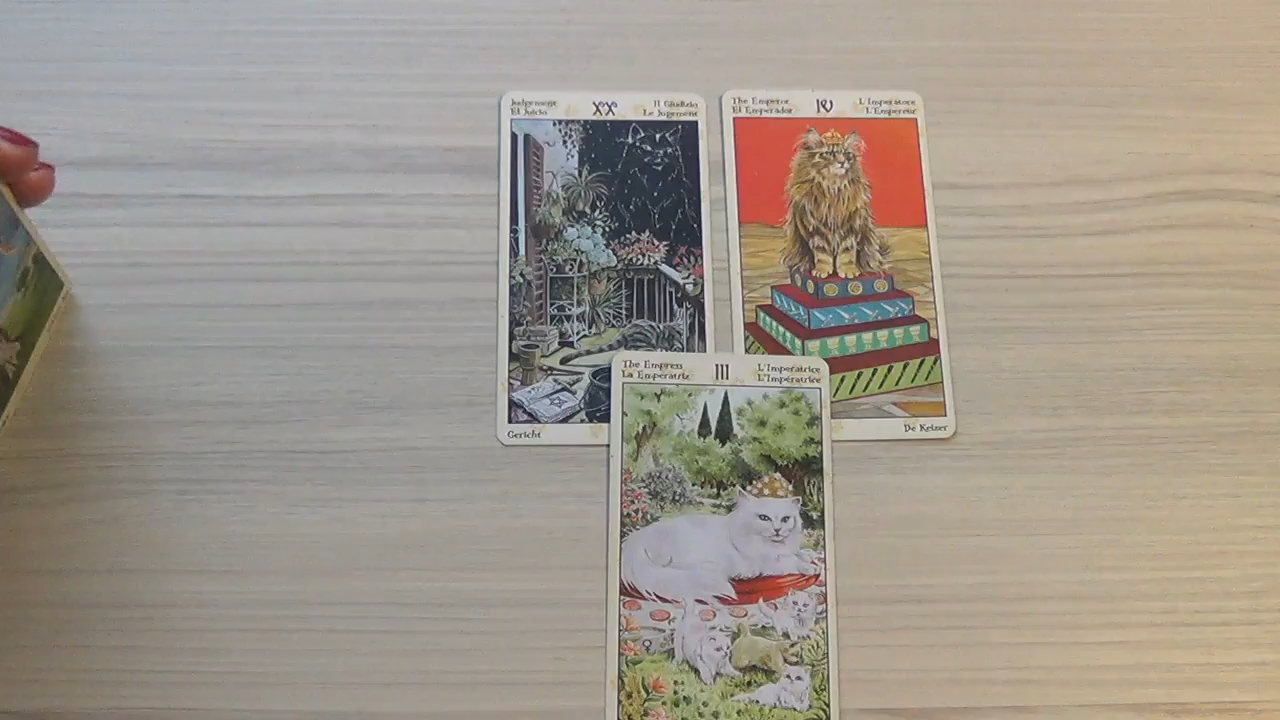 Judgement
El Juicio
XX
Il Giudizio
Le Jugement
Gericht
The Emperor
El Emperador
IV
L'Imperatore
L'Empereur
De Keizer
The Empress
La Emperatriz
III
L'Imperatrice
L'Impératrice